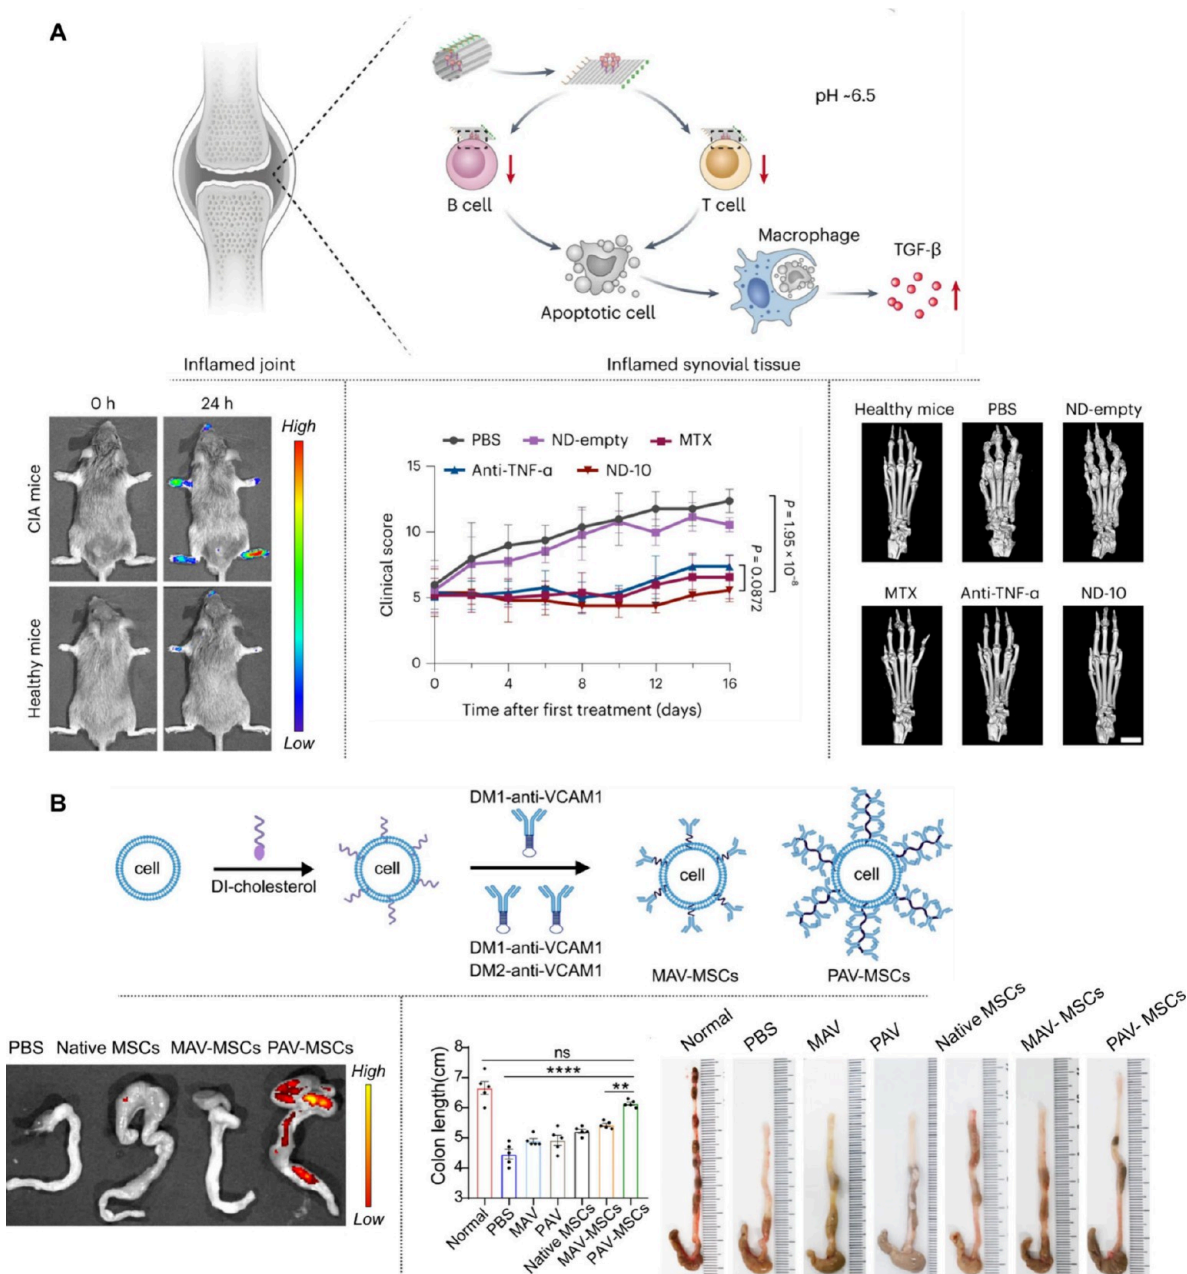 A
pH ~6.5
B cell
T cell
Macrophage
TGF-β
Apoptotic cell
Inflamed joint
Inflamed synovial tissue
0 h
24 h
CIA mice
Healthy mice
High
Low
PBS
ND-empty
MTX
Anti-TNF-α
ND-10
15
10
5
0
Clinical score
0
4
8
12
16
Time after first treatment (days)
P = 0.0872
P = 1.95 × 10⁻⁸
Healthy mice
PBS
ND-empty
MTX
Anti-TNF-α
ND-10
B
cell
DI-cholesterol
cell
DM1-anti-VCAM1
DM1-anti-VCAM1
DM2-anti-VCAM1
cell
MAV-MSCs
cell
PAV-MSCs
PBS
Native MSCs
MAV-MSCs
PAV-MSCs
High
Low
Colon length(cm)
8
7
6
5
4
3
ns
****
**
Normal
PBS
MAV
PAV
Native MSCs
MAV-MSCs
PAV-MSCs
Normal
PBS
MAV
PAV
Native MSCs
MAV- MSCs
PAV- MSCs